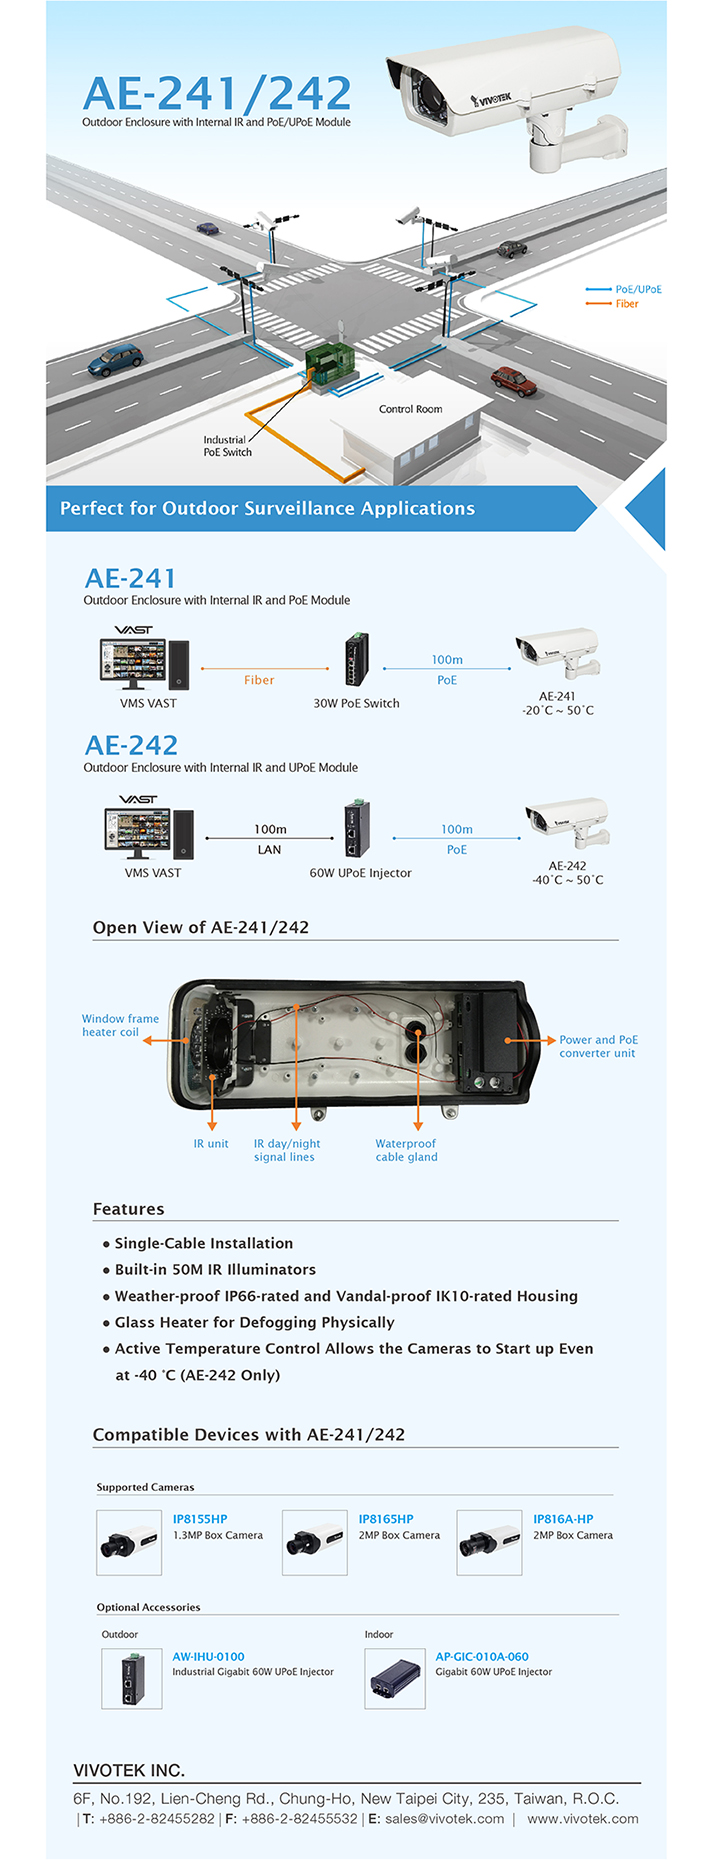 AE-241/242
Outdoor Enclosure with Internal IR and PoE/UPoE Module
VIVOTEK
PoE/UPoE
Fiber
Control Room
Industrial
PoE Switch
Perfect for Outdoor Surveillance Applications
AE-241
Outdoor Enclosure with Internal IR and PoE Module
VAST
Fiber
100m
PoE
VMS VAST
30W PoE Switch
AE-241
-20˚C ~ 50˚C
AE-242
Outdoor Enclosure with Internal IR and UPoE Module
VAST
100m
LAN
100m
PoE
VMS VAST
60W UPoE Injector
AE-242
-40˚C ~ 50˚C
Open View of AE-241/242
Window frame
heater coil
Power and PoE
converter unit
IR unit
IR day/night
signal lines
Waterproof
cable gland
Features
● Single-Cable Installation
● Built-in 50M IR Illuminators
● Weather-proof IP66-rated and Vandal-proof IK10-rated Housing
● Glass Heater for Defogging Physically
● Active Temperature Control Allows the Cameras to Start up Even
at -40 ˚C (AE-242 Only)
Compatible Devices with AE-241/242
Supported Cameras
IP8155HP
1.3MP Box Camera
IP8165HP
2MP Box Camera
IP816A-HP
2MP Box Camera
Optional Accessories
Outdoor
AW-IHU-0100
Industrial Gigabit 60W UPoE Injector
Indoor
AP-GIC-010A-060
Gigabit 60W UPoE Injector
VIVOTEK INC.
6F, No.192, Lien-Cheng Rd., Chung-Ho, New Taipei City, 235, Taiwan, R.O.C.
| T: +886-2-82455282 | F: +886-2-82455532 | E: sales@vivotek.com | www.vivotek.com